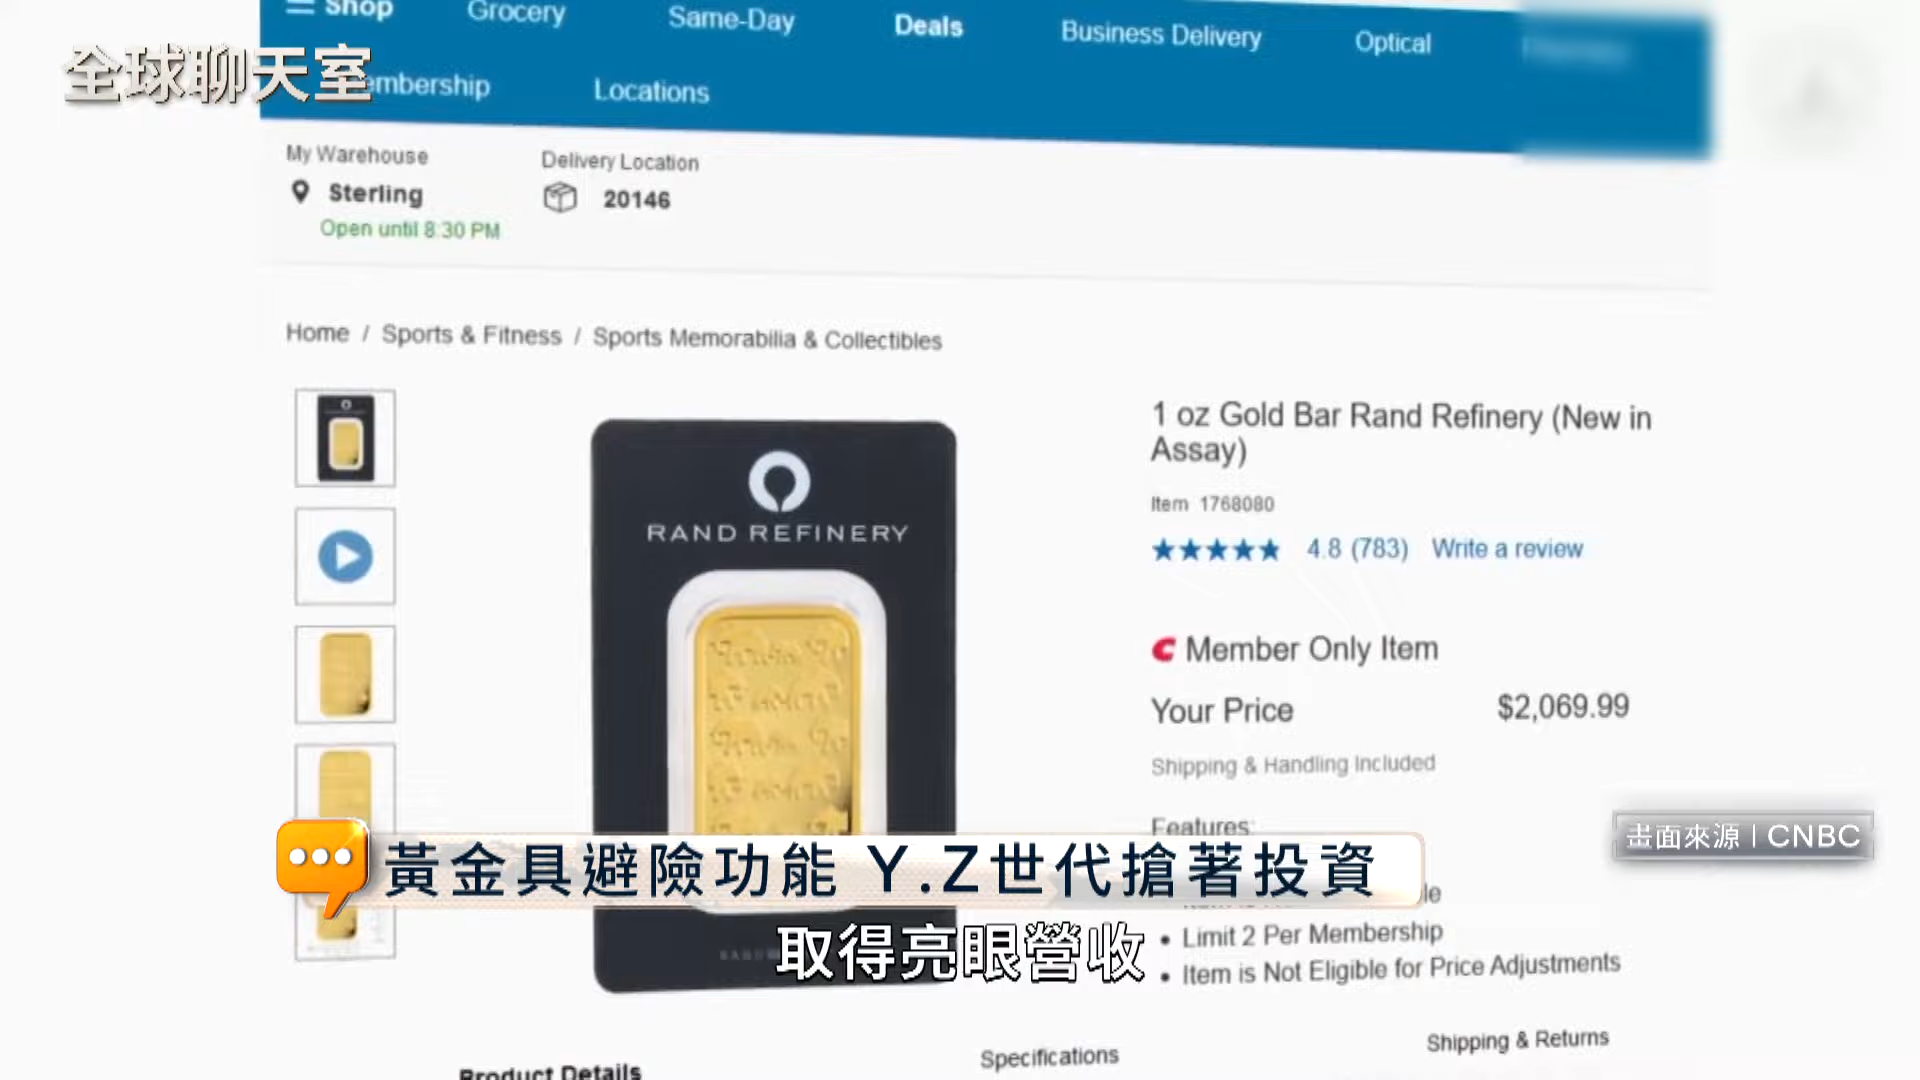 Shop
Grocery
Same-Day
Deals
Business Delivery
Optical
全球聊天室
embership
Locations
My Warehouse
Sterling
Open until 8:30 PM
Delivery Location
20146
Home / Sports & Fitness / Sports Memorabilia & Collectibles
RAND REFINERY
1 oz Gold Bar Rand Refinery (New in
Assay)
Item 1768080
4.8 (783) Write a review
Member Only Item
Your Price $2,069.99
Shipping & Handling Included
Features:
畫面來源 | CNBC
黃金具避險功能 Y.Z世代搶著投資
取得亮眼營收
• Limit 2 Per Membership
• Item is Not Eligible for Price Adjustments
Product Details
Specifications
Shipping & Returns